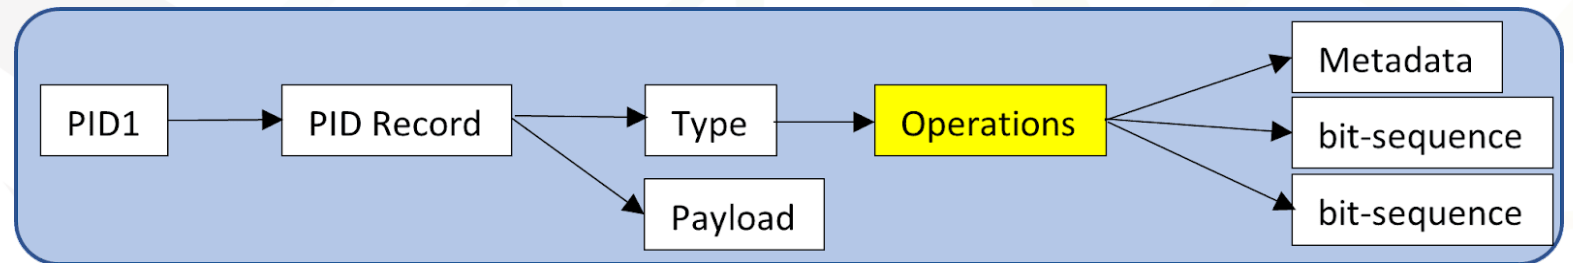 PID1
PID Record
Type
Payload
Operations
Metadata
bit-sequence
bit-sequence